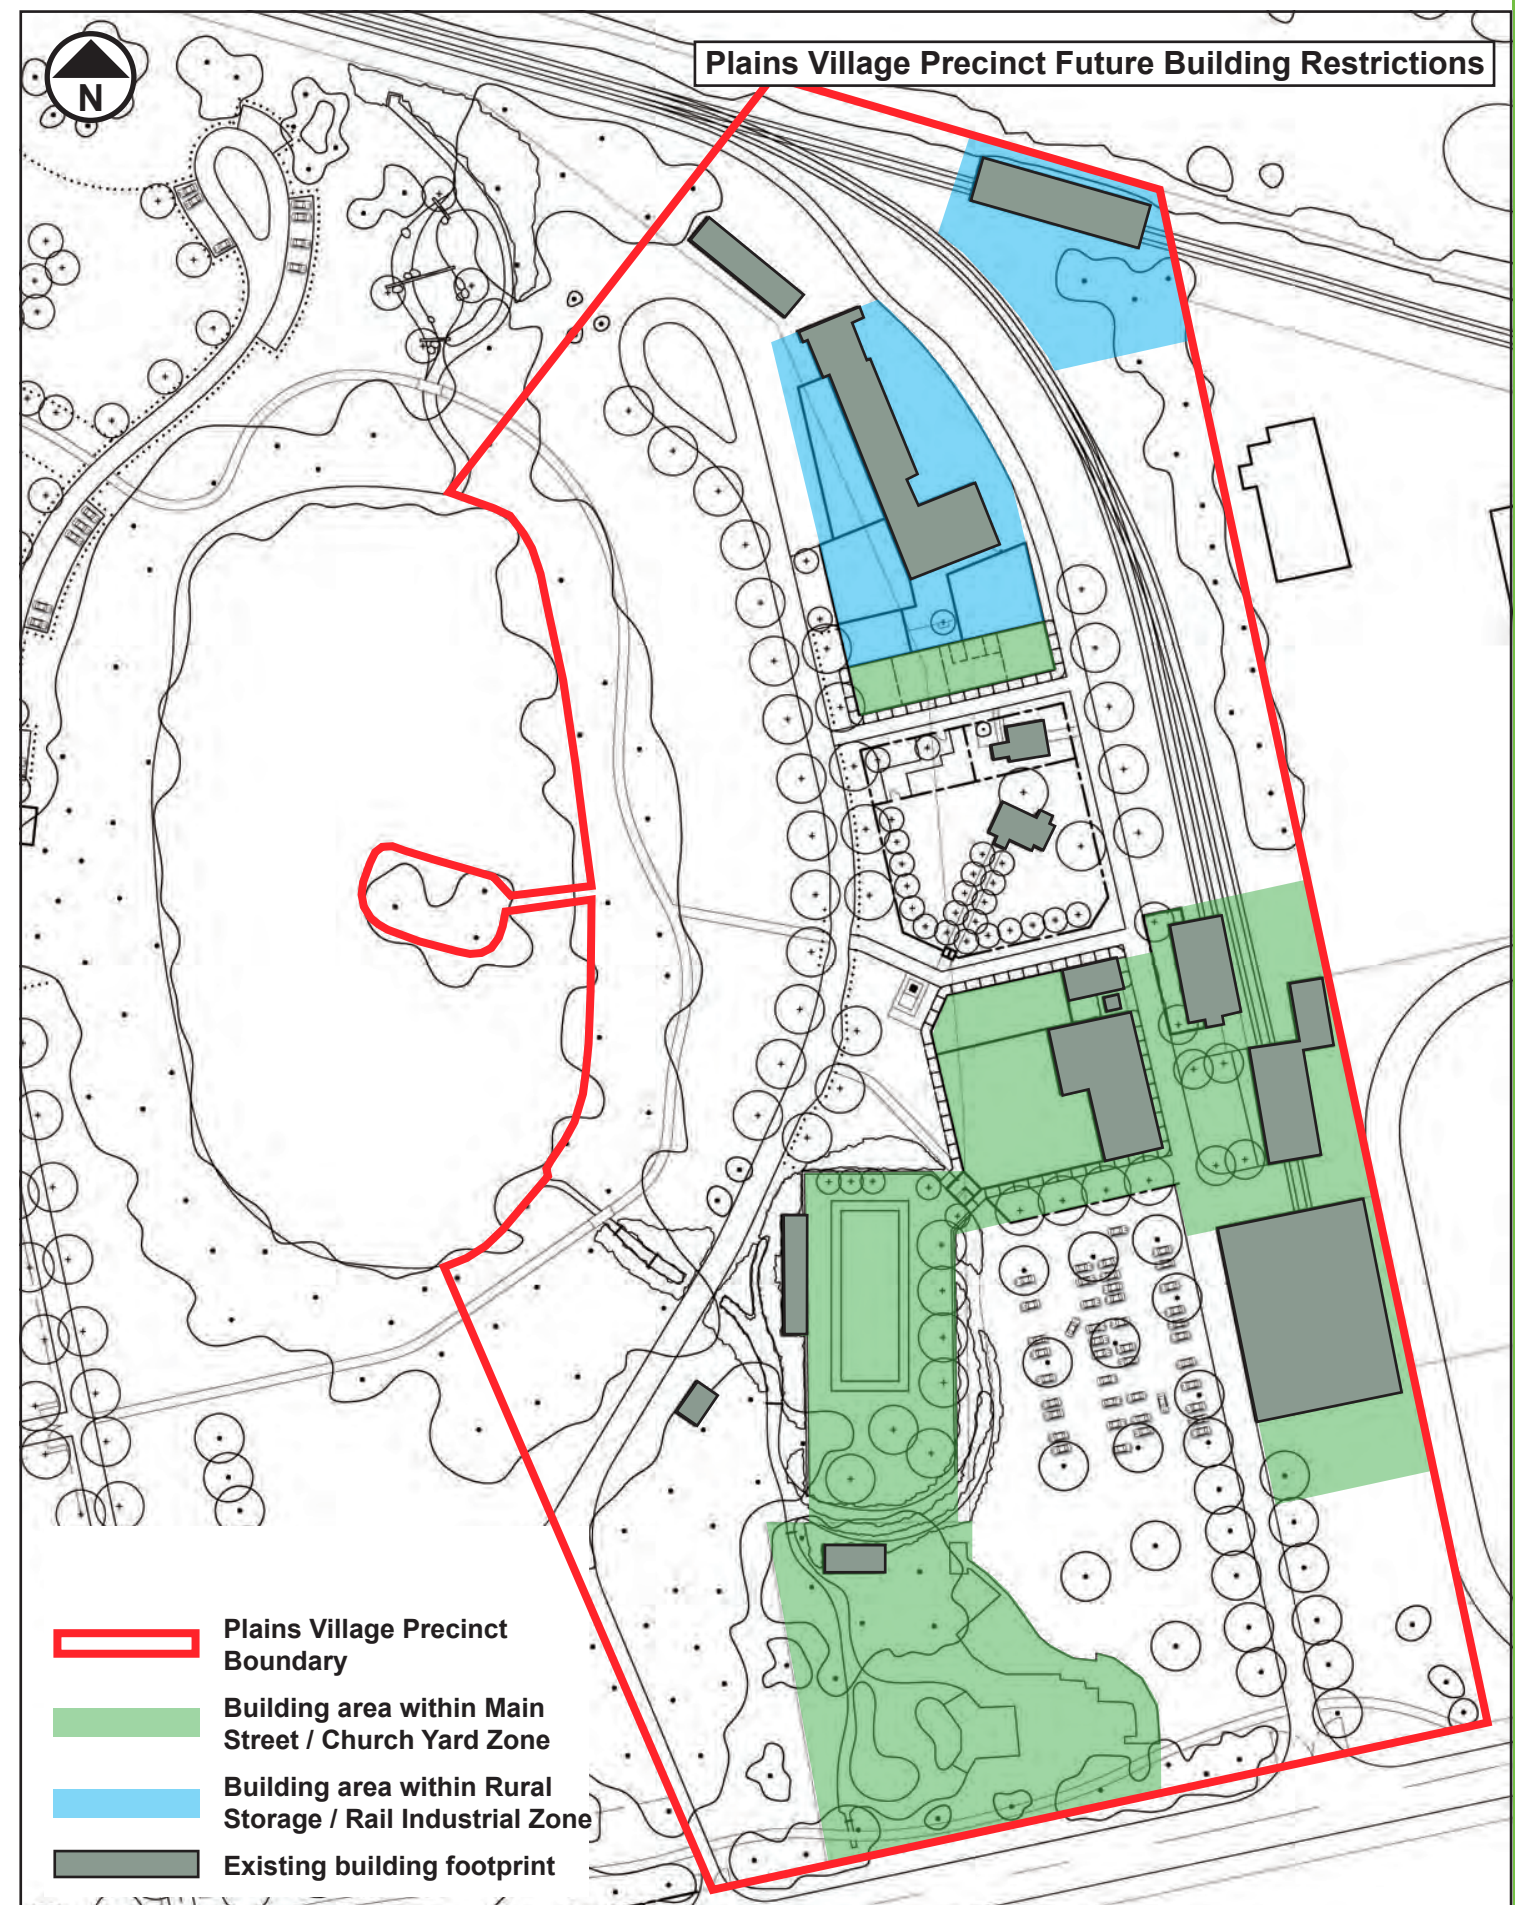 N
Plains Village Precinct Future Building Restrictions
Plains Village Precinct
Boundary
Building area within Main
Street / Church Yard Zone
Building area within Rural
Storage / Rail Industrial Zone
Existing building footprint